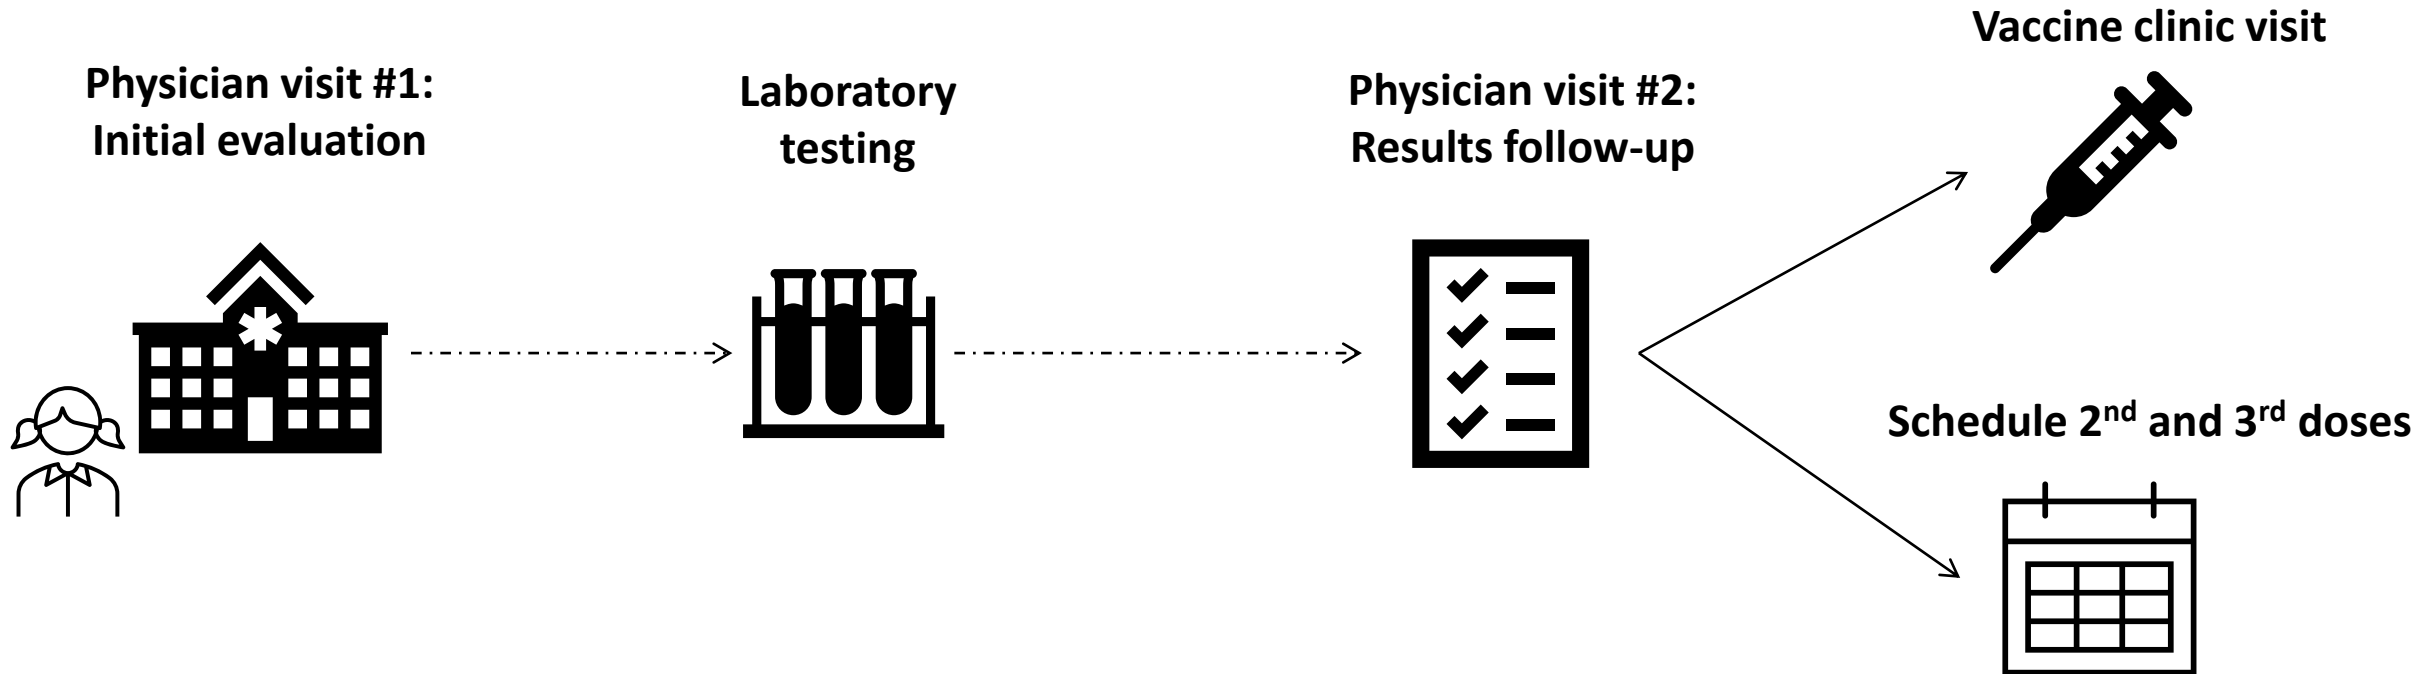 Physician visit #1:
Initial evaluation
Laboratory
testing
Physician visit #2:
Results follow-up
Vaccine clinic visit
Schedule 2nd and 3rd doses